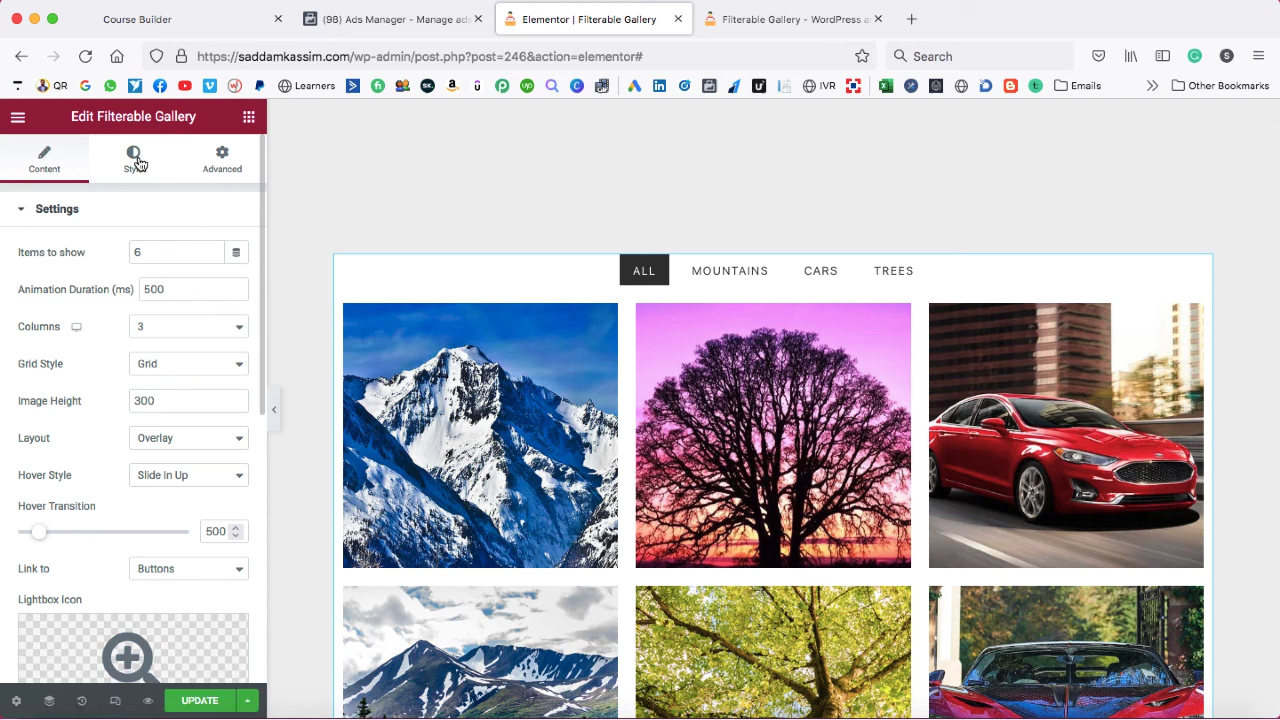 Course Builder
(98) Ads Manager - Manage ads
Elementor | Filterable Gallery
Filterable Gallery - WordPress a
https://saddamkassim.com/wp-admin/post.php?post=246&action=elementor#
Search
S
QR
Learners
IVR
Emails
Other Bookmarks
Edit Filterable Gallery
Content
Style
Advanced
Settings
Items to show
6
Animation Duration (ms)
500
Columns
3
Grid Style
Grid
Image Height
300
Layout
Overlay
Hover Style
Slide In Up
Hover Transition
500
Link to
Buttons
Lightbox Icon
UPDATE
ALL
MOUNTAINS
CARS
TREES